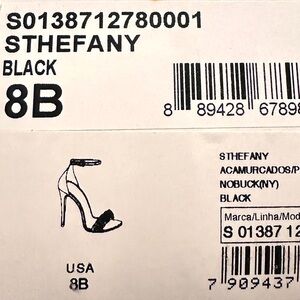 S0138712780001
STHEFANY
BLACK
8B
8 89428 67898
STHEFANY
ACAMURCADOS/P
NOBUCK(NY)
BLACK
Marca/Linha/Mod
S 01387 12
USA
8B
7 909437